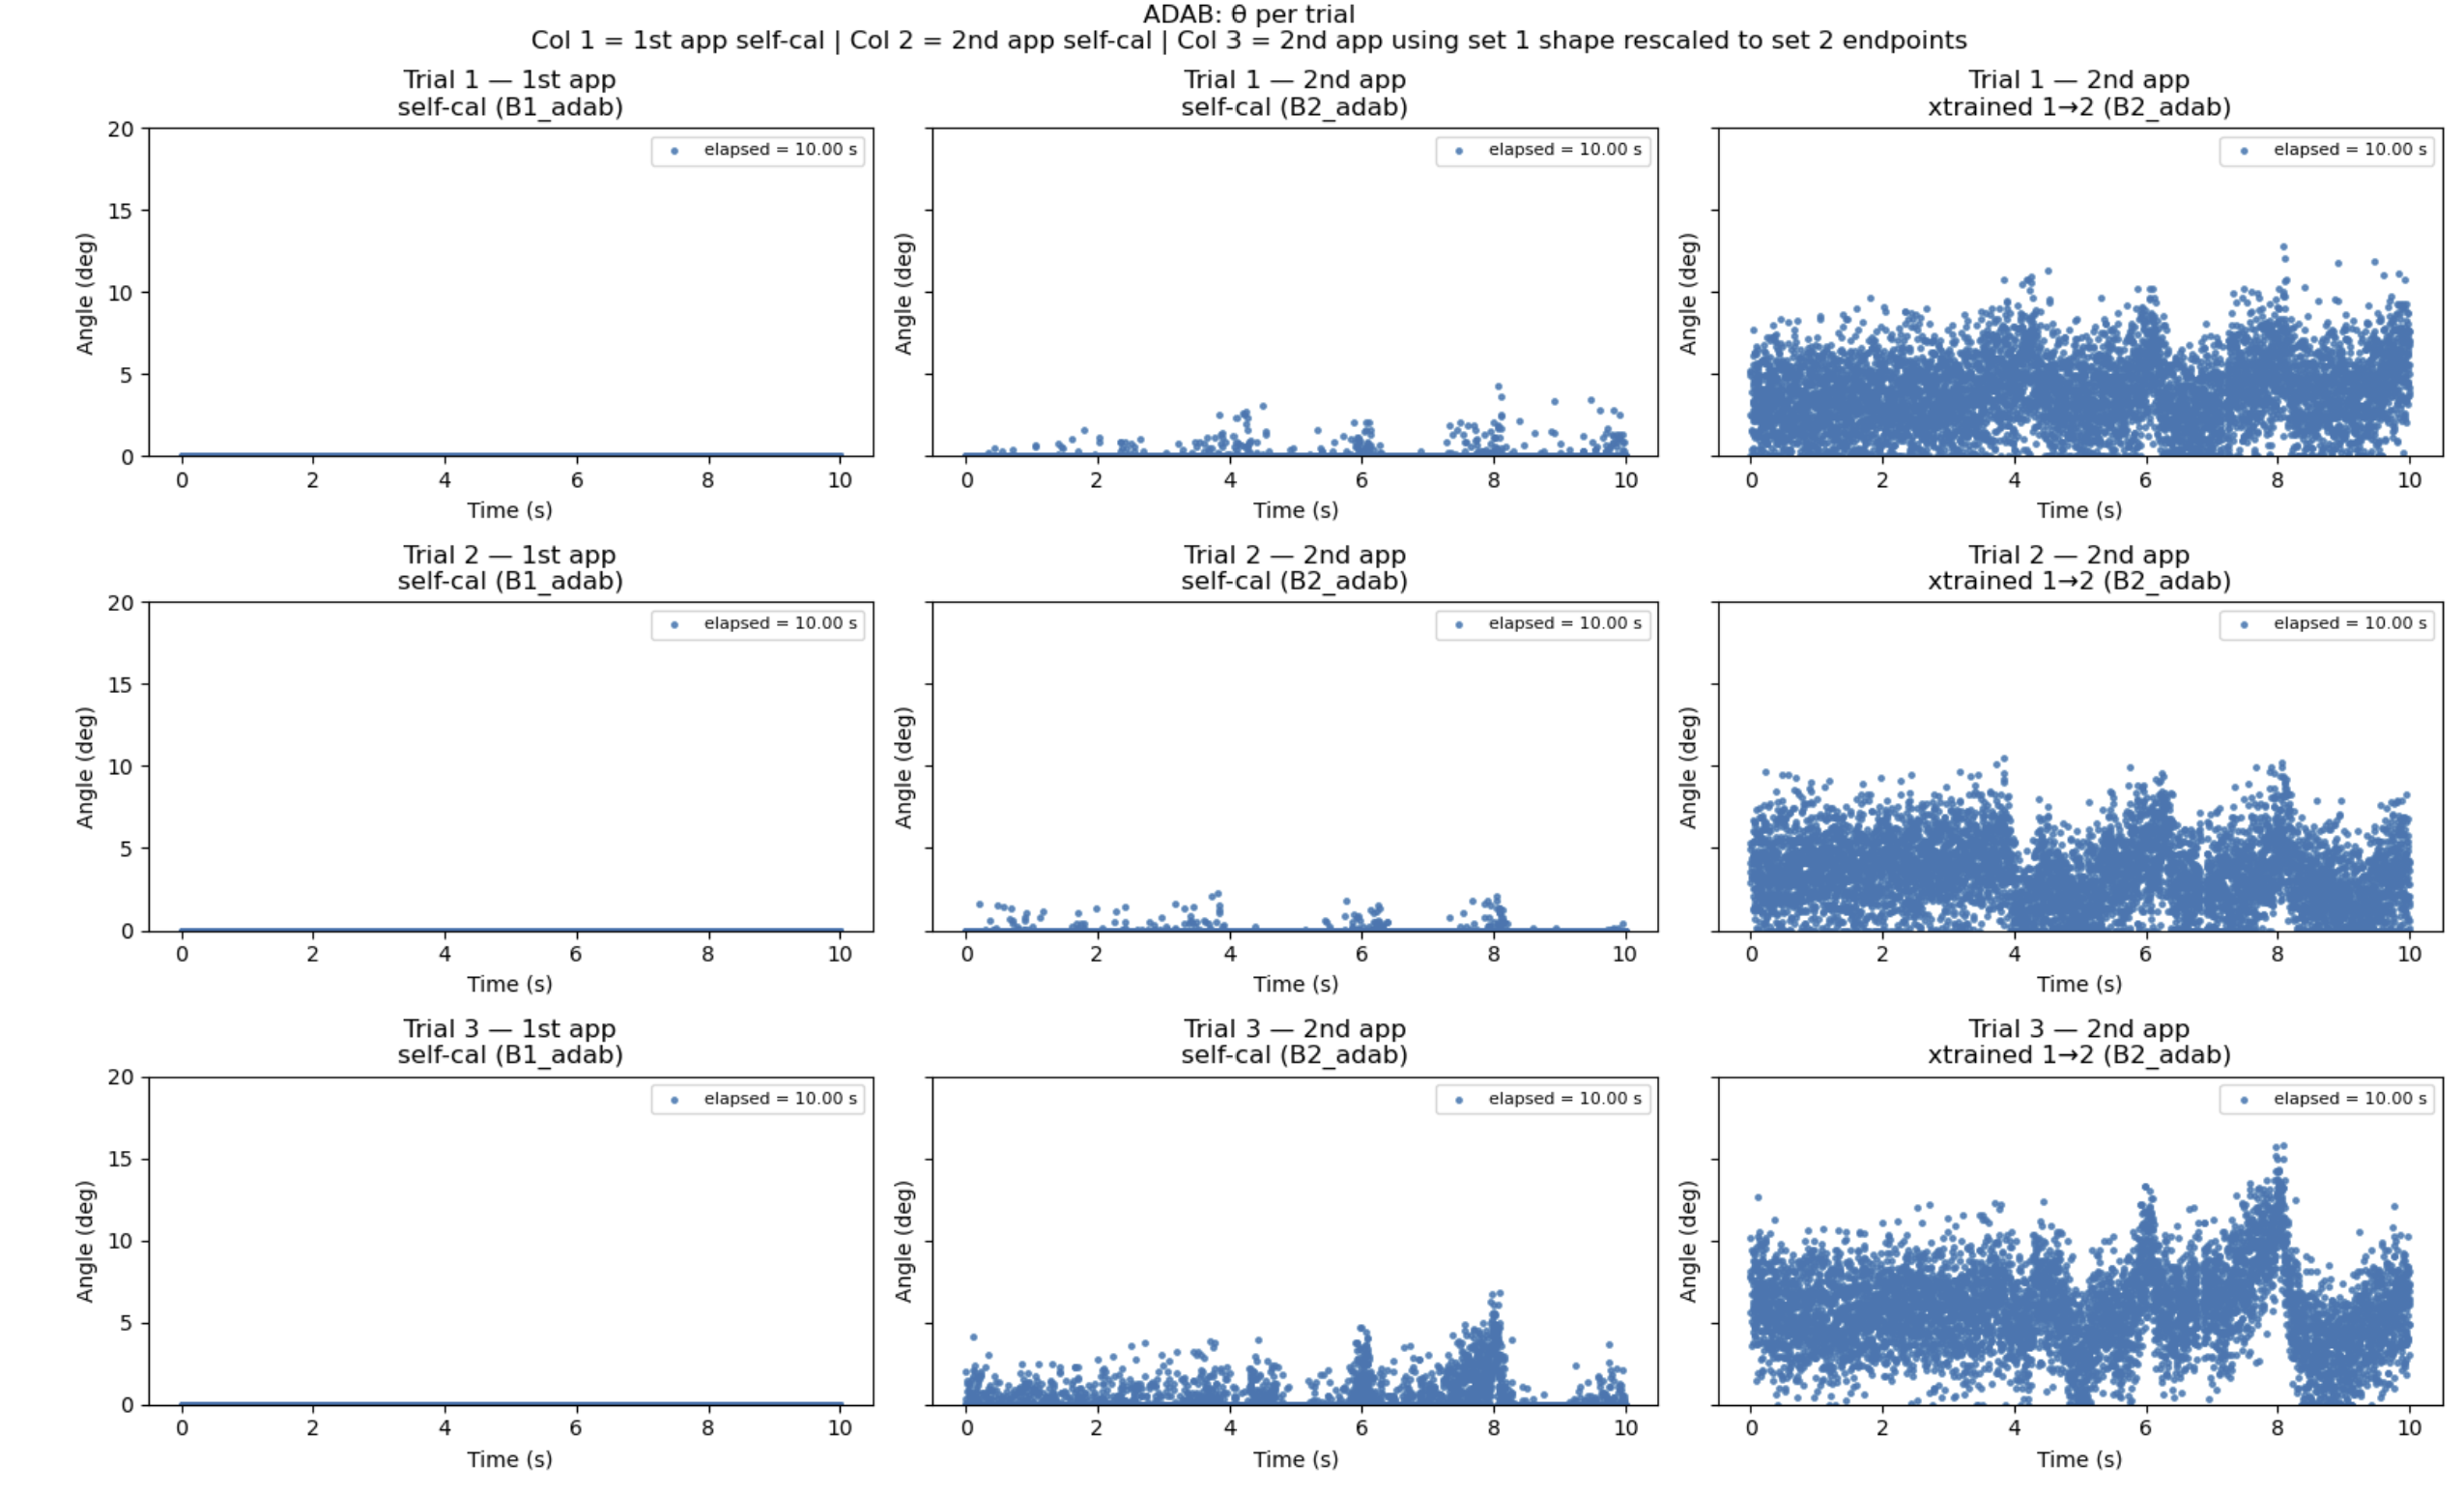 ADAB: θ per trial
Col 1 = 1st app self-cal | Col 2 = 2nd app self-cal | Col 3 = 2nd app using set 1 shape rescaled to set 2 endpoints
Trial 1 — 1st app
self-cal (B1_adab)
elapsed = 10.00 s
Angle (deg)
20
15
10
5
0
0 2 4 6 8 10
Time (s)
Trial 1 — 2nd app
self-cal (B2_adab)
elapsed = 10.00 s
Angle (deg)
0 2 4 6 8 10
Time (s)
Trial 1 — 2nd app
xtrained 1→2 (B2_adab)
elapsed = 10.00 s
Angle (deg)
0 2 4 6 8 10
Time (s)
Trial 2 — 1st app
self-cal (B1_adab)
elapsed = 10.00 s
Angle (deg)
20
15
10
5
0
0 2 4 6 8 10
Time (s)
Trial 2 — 2nd app
self-cal (B2_adab)
elapsed = 10.00 s
Angle (deg)
0 2 4 6 8 10
Time (s)
Trial 2 — 2nd app
xtrained 1→2 (B2_adab)
elapsed = 10.00 s
Angle (deg)
0 2 4 6 8 10
Time (s)
Trial 3 — 1st app
self-cal (B1_adab)
elapsed = 10.00 s
Angle (deg)
20
15
10
5
0
0 2 4 6 8 10
Time (s)
Trial 3 — 2nd app
self-cal (B2_adab)
elapsed = 10.00 s
Angle (deg)
0 2 4 6 8 10
Time (s)
Trial 3 — 2nd app
xtrained 1→2 (B2_adab)
elapsed = 10.00 s
Angle (deg)
0 2 4 6 8 10
Time (s)